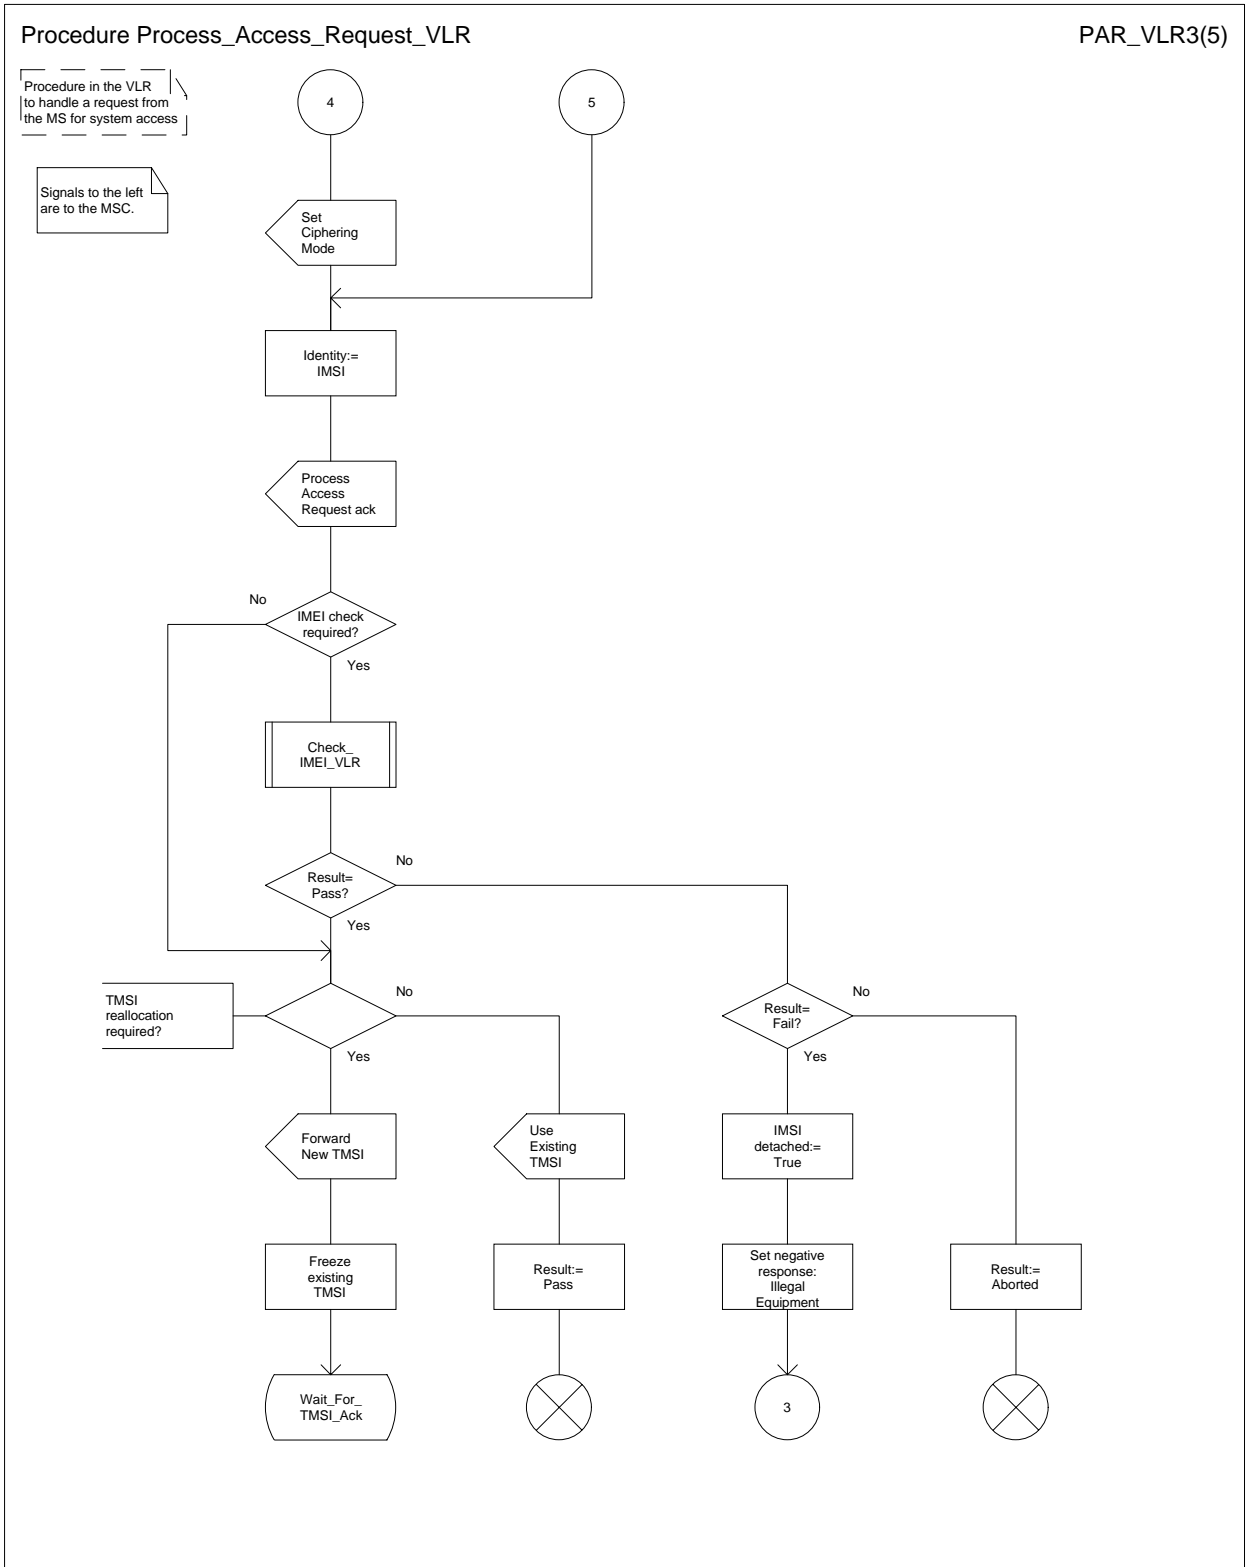 Procedure Process_Access_Request_VLR
PAR_VLR3(5)
Procedure in the VLR
to handle a request from
the MS for system access
4
5
Signals to the left
are to the MSC.
Set
Ciphering
Mode
Identity:=
IMSI
Process
Access
Request ack
No
IMEI check
required?
Yes
Check_
IMEI_VLR
No
Result=
Pass?
Yes
TMSI
reallocation
required?
No
Yes
Result=
Fail?
No
Yes
Forward
New TMSI
Use
Existing
TMSI
IMSI
detached:=
True
Freeze
existing
TMSI
Result:=
Pass
Set negative
response:
Illegal
Equipment
Result:=
Aborted
Wait_For_
TMSI_Ack
3